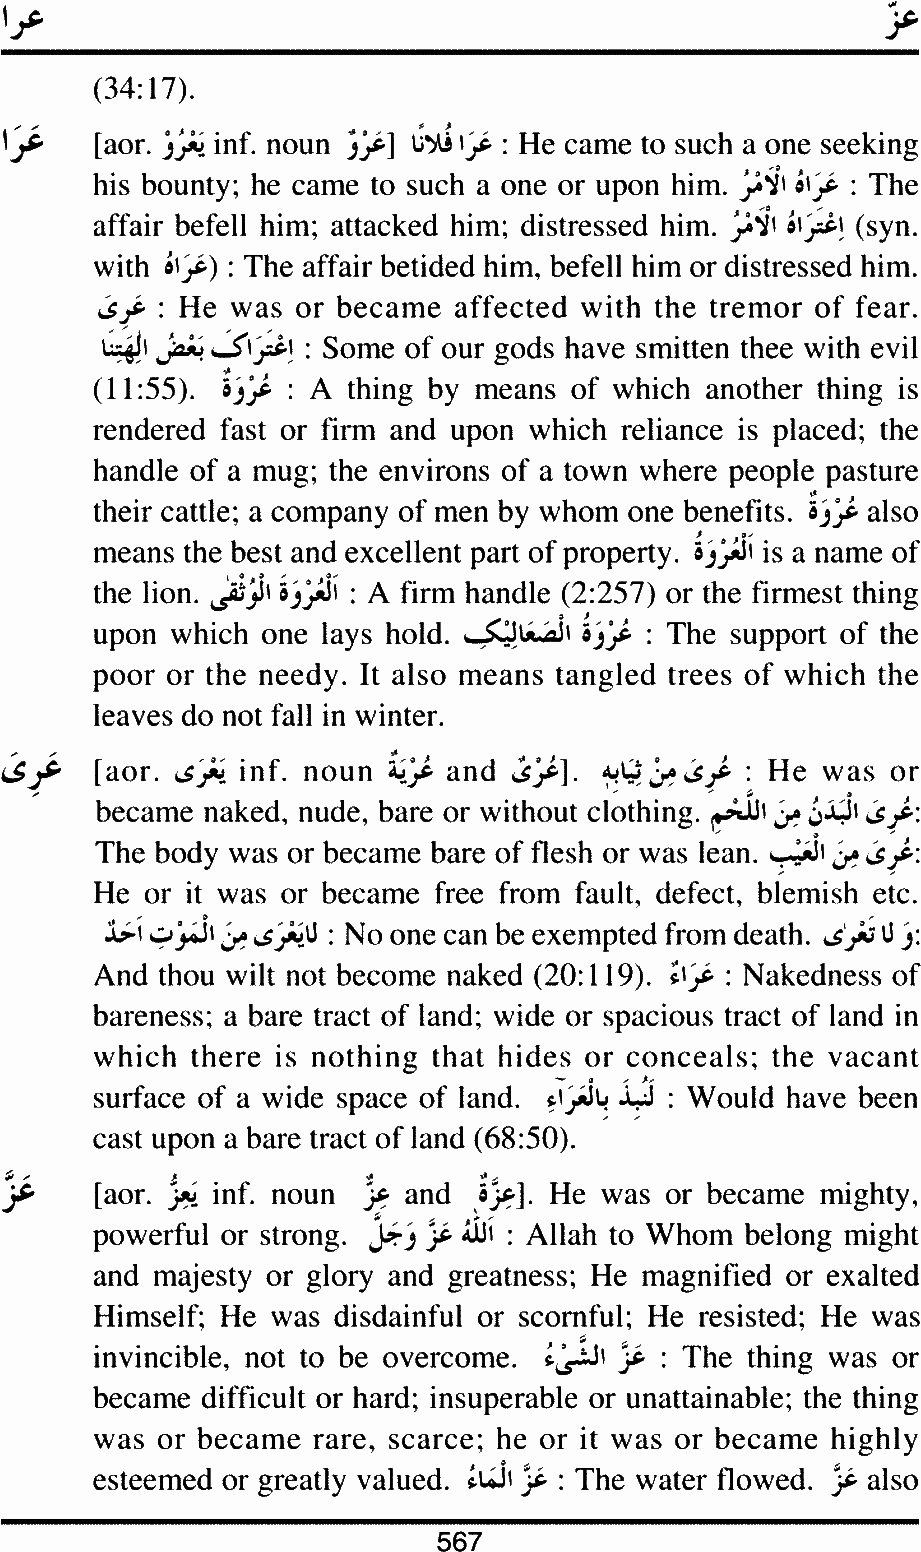 عرا عزّ
(34:17).
عَرَا [aor. يَعْرُوْ inf. noun عَرْوٌ] عَرَا فُلَانًا : He came to such a one seeking
his bounty; he came to such a one or upon him. عَرَاهُ الْاَمْرُ : The
affair befell him; attacked him; distressed him. اِعْتَرَاهُ الْاَمْرُ (syn.
with عَرَاهُ) : The affair betided him, befell him or distressed him.
عَرِىَ : He was or became affected with the tremor of fear.
اِعْتَرَاكَ بَعْضُ اٰلِهَتِنَا : Some of our gods have smitten thee with evil
(11:55). عُرْوَةٌ : A thing by means of which another thing is
rendered fast or firm and upon which reliance is placed; the
handle of a mug; the environs of a town where people pasture
their cattle; a company of men by whom one benefits. عُرْوَةٌ also
means the best and excellent part of property. اَلْعُرْوَةُ is a name of
the lion. اَلْعُرْوَةُ الْوُثْقٰى : A firm handle (2:257) or the firmest thing
upon which one lays hold. عُرْوَةُ الصَّعَالِيْكِ : The support of the
poor or the needy. It also means tangled trees of which the
leaves do not fall in winter.
عَرِىَ [aor. يَعْرَى inf. noun عُرْيَةٌ and عُرْىٌ]. عَرِىَ مِنْ ثِيَابِهٖ : He was or
became naked, nude, bare or without clothing. عَرِىَ الْبَدَنُ مِنَ اللَّحْمِ:
The body was or became bare of flesh or was lean. عَرِىَ مِنَ الْعَيْبِ:
He or it was or became free from fault, defect, blemish etc.
لَايَعْرَى مِنَ الْمَوْتِ اَحَدٌ : No one can be exempted from death. وَ لَا تَعْرٰى:
And thou wilt not become naked (20:119). عَرَاءٌ : Nakedness of
bareness; a bare tract of land; wide or spacious tract of land in
which there is nothing that hides or conceals; the vacant
surface of a wide space of land. لَنُبِذَ بِالْعَرَآءِ : Would have been
cast upon a bare tract of land (68:50).
عَزَّ [aor. يَعِزُّ inf. noun عِزٌّ and عِزَّةٌ]. He was or became mighty,
powerful or strong. اَللّٰهُ عَزَّ وَجَلَّ : Allah to Whom belong might
and majesty or glory and greatness; He magnified or exalted
Himself; He was disdainful or scornful; He resisted; He was
invincible, not to be overcome. عَزَّ الشَّىْءُ : The thing was or
became difficult or hard; insuperable or unattainable; the thing
was or became rare, scarce; he or it was or became highly
esteemed or greatly valued. عَزَّ الْمَاءُ : The water flowed. عَزَّ also
567